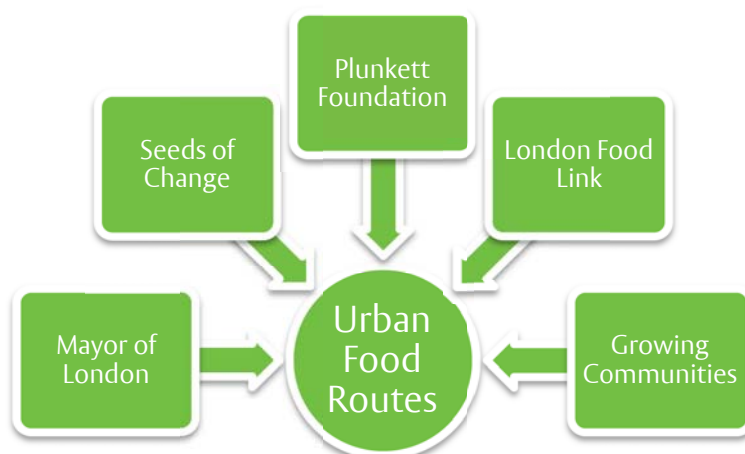 Plunkett
Foundation
Seeds of
Change
London Food
Link
Mayor of
London
Urban
Food
Routes
Growing
Communities